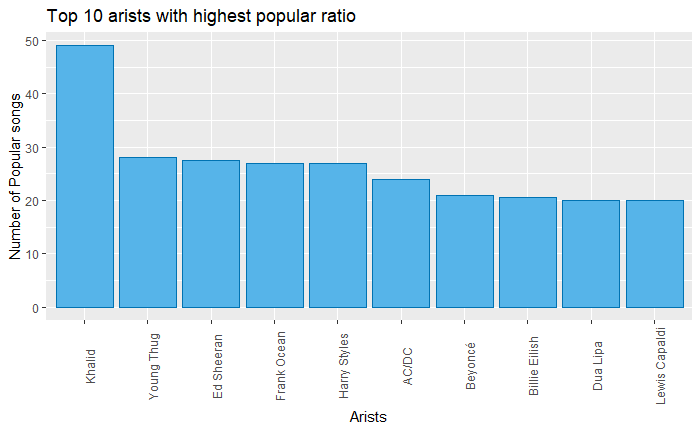 Top 10 arists with highest popular ratio
Number of Popular songs
50
40
30
20
10
0
Khalid
Young Thug
Ed Sheeran
Frank Ocean
Harry Styles
AC/DC
Beyoncé
Billie Eilish
Dua Lipa
Lewis Capaldi
Arists